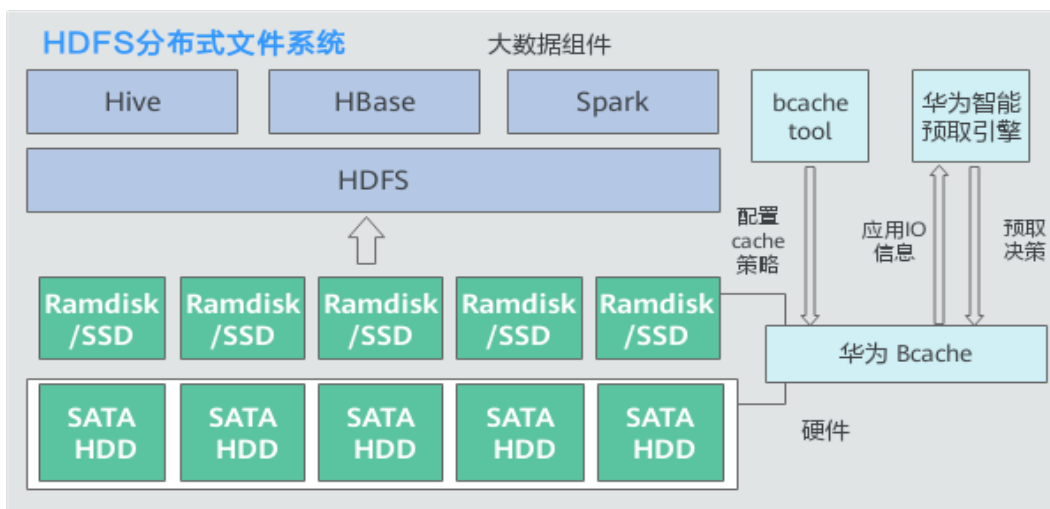 HDFS分布式文件系统
大数据组件
Hive
HBase
Spark
bcache
tool
华为智能
预取引擎
HDFS
配置
cache
策略
应用IO
信息
预取
决策
Ramdisk
/SSD
Ramdisk
/SSD
Ramdisk
/SSD
Ramdisk
/SSD
Ramdisk
/SSD
华为 Bcache
SATA
HDD
SATA
HDD
SATA
HDD
SATA
HDD
SATA
HDD
硬件